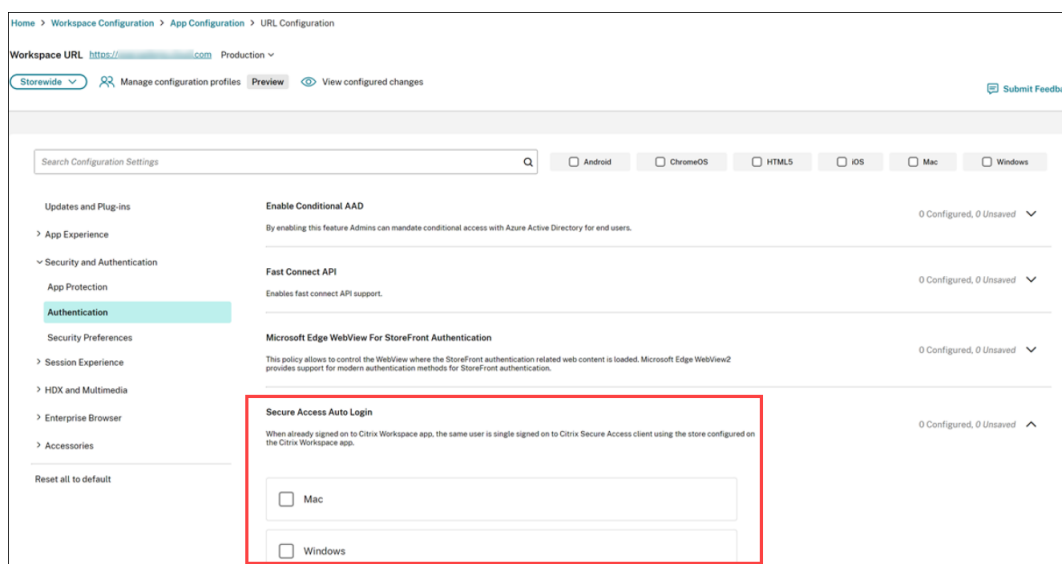 Home > Workspace Configuration > App Configuration > URL Configuration
Workspace URL https:// .com Production
Storewide Manage configuration profiles Preview View configured changes
Submit Feedba
Search Configuration Settings
Android ChromeOS HTML5 iOS Mac Windows
Updates and Plug-ins
> App Experience
Security and Authentication
App Protection
Authentication
Security Preferences
> Session Experience
> HDX and Multimedia
> Enterprise Browser
> Accessories
Reset all to default
Enable Conditional AAD
0 Configured, 0 Unsaved
By enabling this feature Admins can mandate conditional access with Azure Active Directory for end users.
Fast Connect API
0 Configured, 0 Unsaved
Enables fast connect API support.
Microsoft Edge WebView For StoreFront Authentication
0 Configured, 0 Unsaved
This policy allows to control the WebView where the StoreFront authentication related web content is loaded. Microsoft Edge WebView2
provides support for modern authentication methods for StoreFront authentication.
Secure Access Auto Login
0 Configured, 0 Unsaved
When already signed on to Citrix Workspace app, the same user is single signed on to Citrix Secure Access client using the store configured on
the Citrix Workspace app.
Mac
Windows